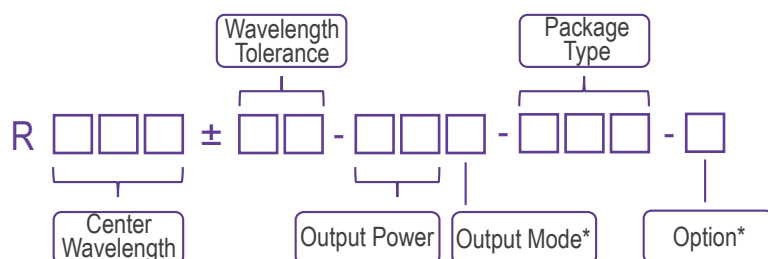 Wavelength
Tolerance
Package
Type
R ± - - -
Center
Wavelength
Output Power
Output Mode*
Option*